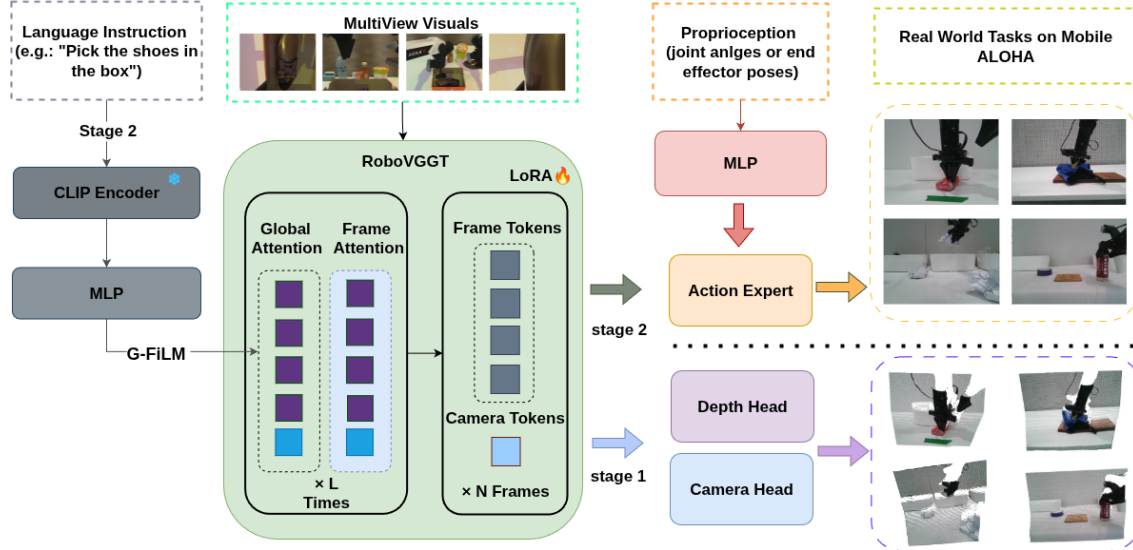 Language Instruction
(e.g.: "Pick the shoes in
the box")
Stage 2
CLIP Encoder
MLP
G-FiLM
MultiView Visuals
RoboVGGT
LoRA
Global
Attention
Frame
Attention
× L
Times
Frame Tokens
Camera Tokens
× N Frames
Proprioception
(joint anlges or end
effector poses)
MLP
Action Expert
stage 2
stage 1
Depth Head
Camera Head
Real World Tasks on Mobile
ALOHA